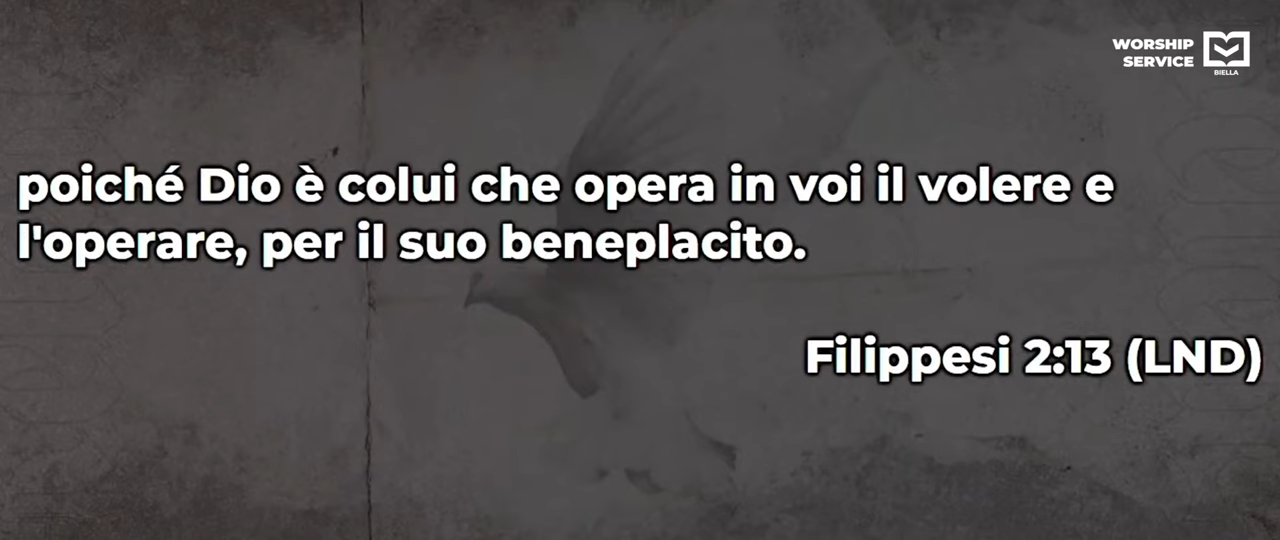 WORSHIP
SERVICE
BIELLA
poiché Dio è colui che opera in voi il volere e
l'operare, per il suo beneplacito.
Filippesi 2:13 (LND)